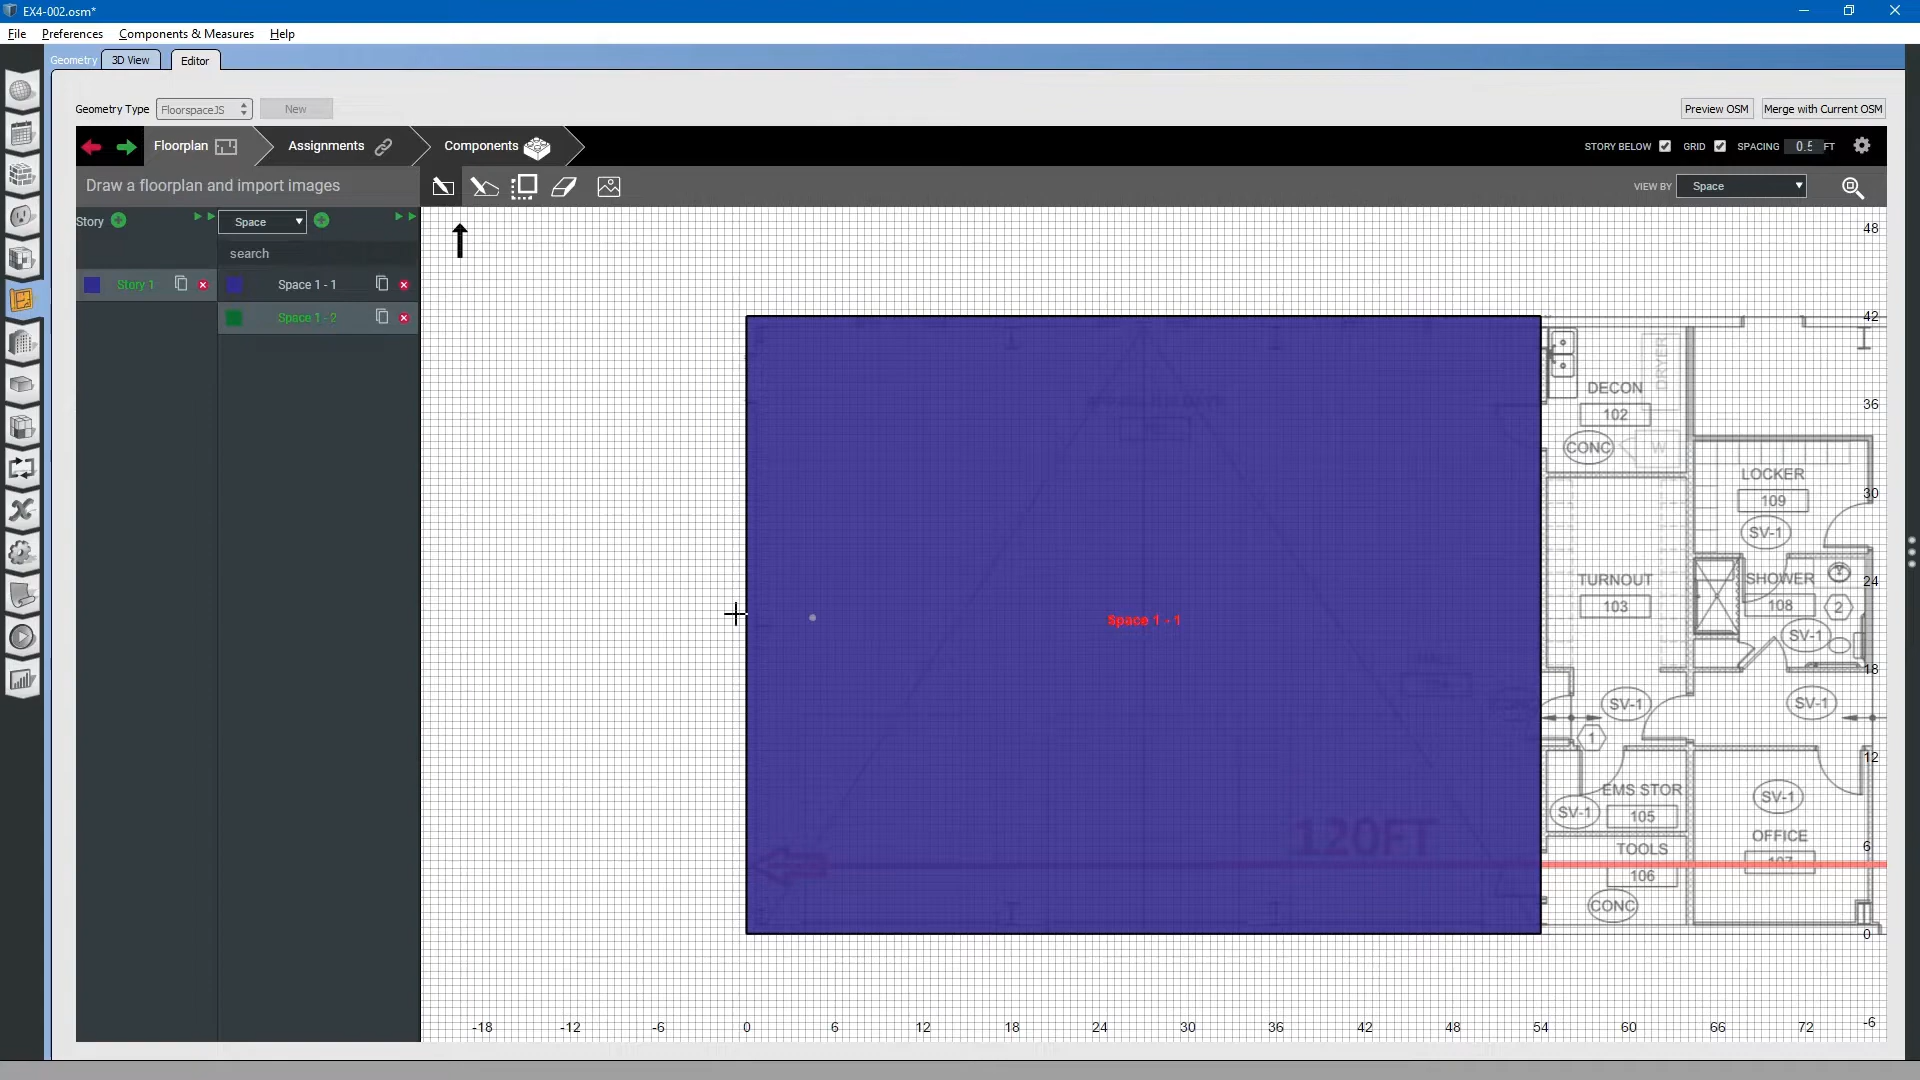 EX4-002.osm*
File Preferences Components & Measures Help
Geometry 3D View Editor
Geometry Type FloorspaceJS New Preview OSM Merge with Current OSM
Floorplan Assignments Components STORY BELOW GRID SPACING 0.5 FT
Draw a floorplan and import images VIEW BY Space
Story Space
search
Story 1 Space 1 - 1
Space 1 - 2
48
42
36
30
24
18
12
6
0
-6
DECON
102
DRYER
CONC
W
LOCKER
109
SV-1
TURNOUT
103
SHOWER
108
2
SV-1
Space 1 - 1
SV-1
SV-1
1
EMS STOR
105
SV-1
SV-1
OFFICE
107
TOOLS
106
CONC
120FT
-18 -12 -6 0 6 12 18 24 30 36 42 48 54 60 66 72